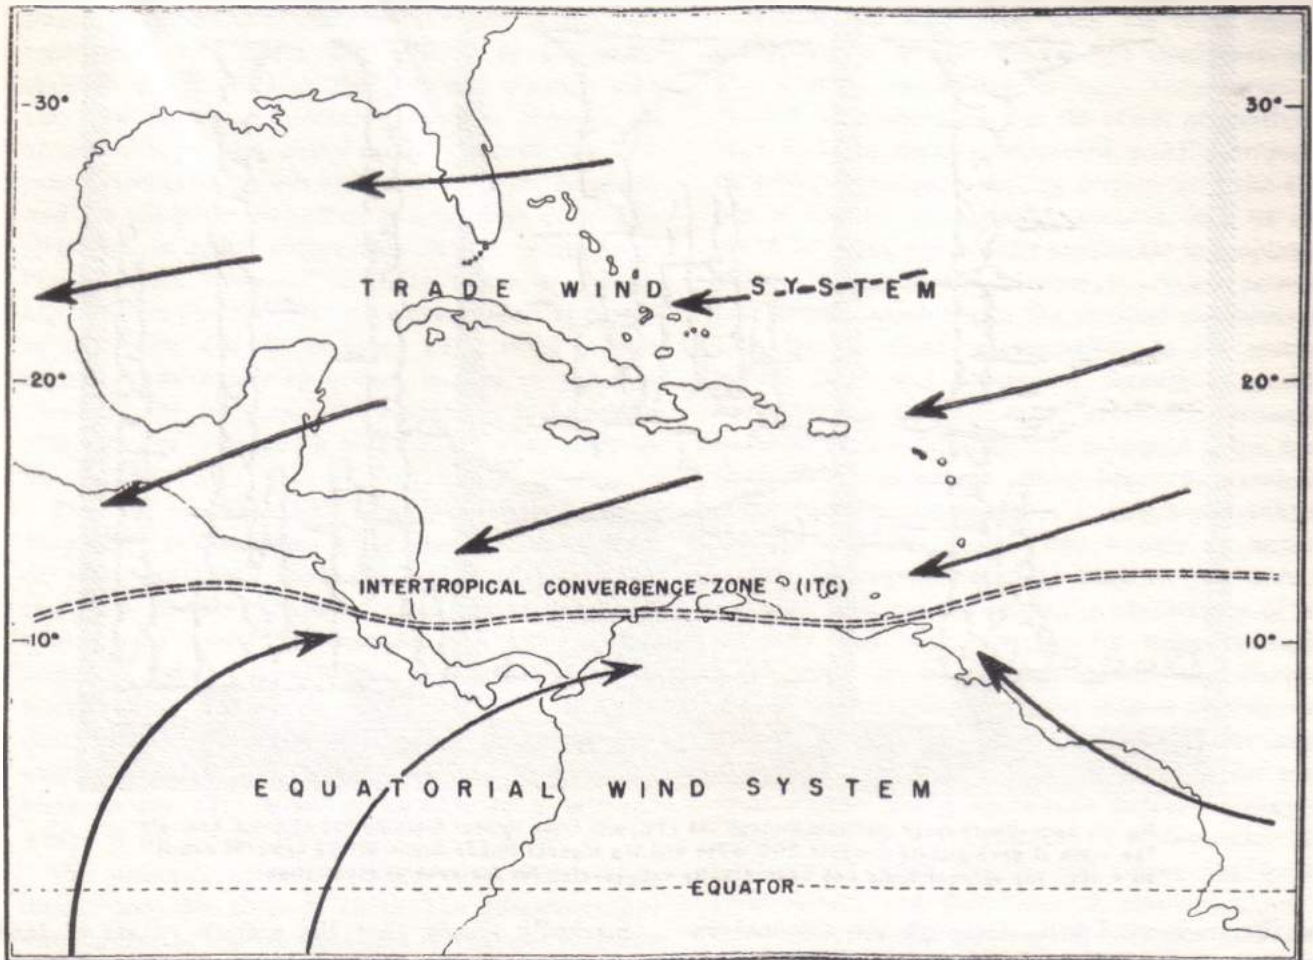 30° 30°
TRADE WIND SYSTEM
20° 20°
INTERTROPICAL CONVERGENCE ZONE (ITC)
10° 10°
EQUATORIAL WIND SYSTEM
EQUATOR